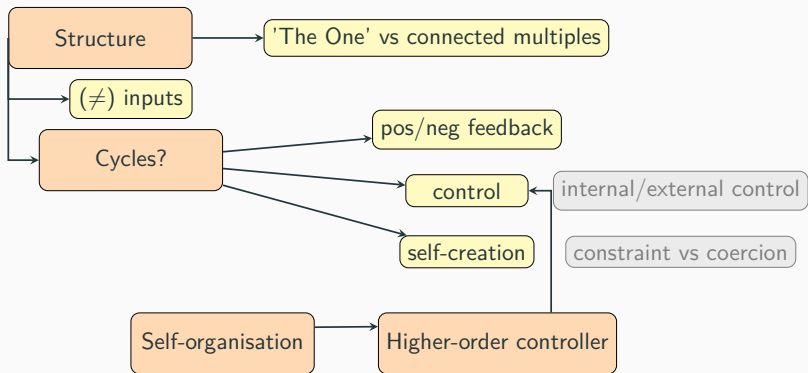 Structure
'The One' vs connected multiples
(≠) inputs
Cycles?
pos/neg feedback
control
internal/external control
self-creation
constraint vs coercion
Self-organisation
Higher-order controller